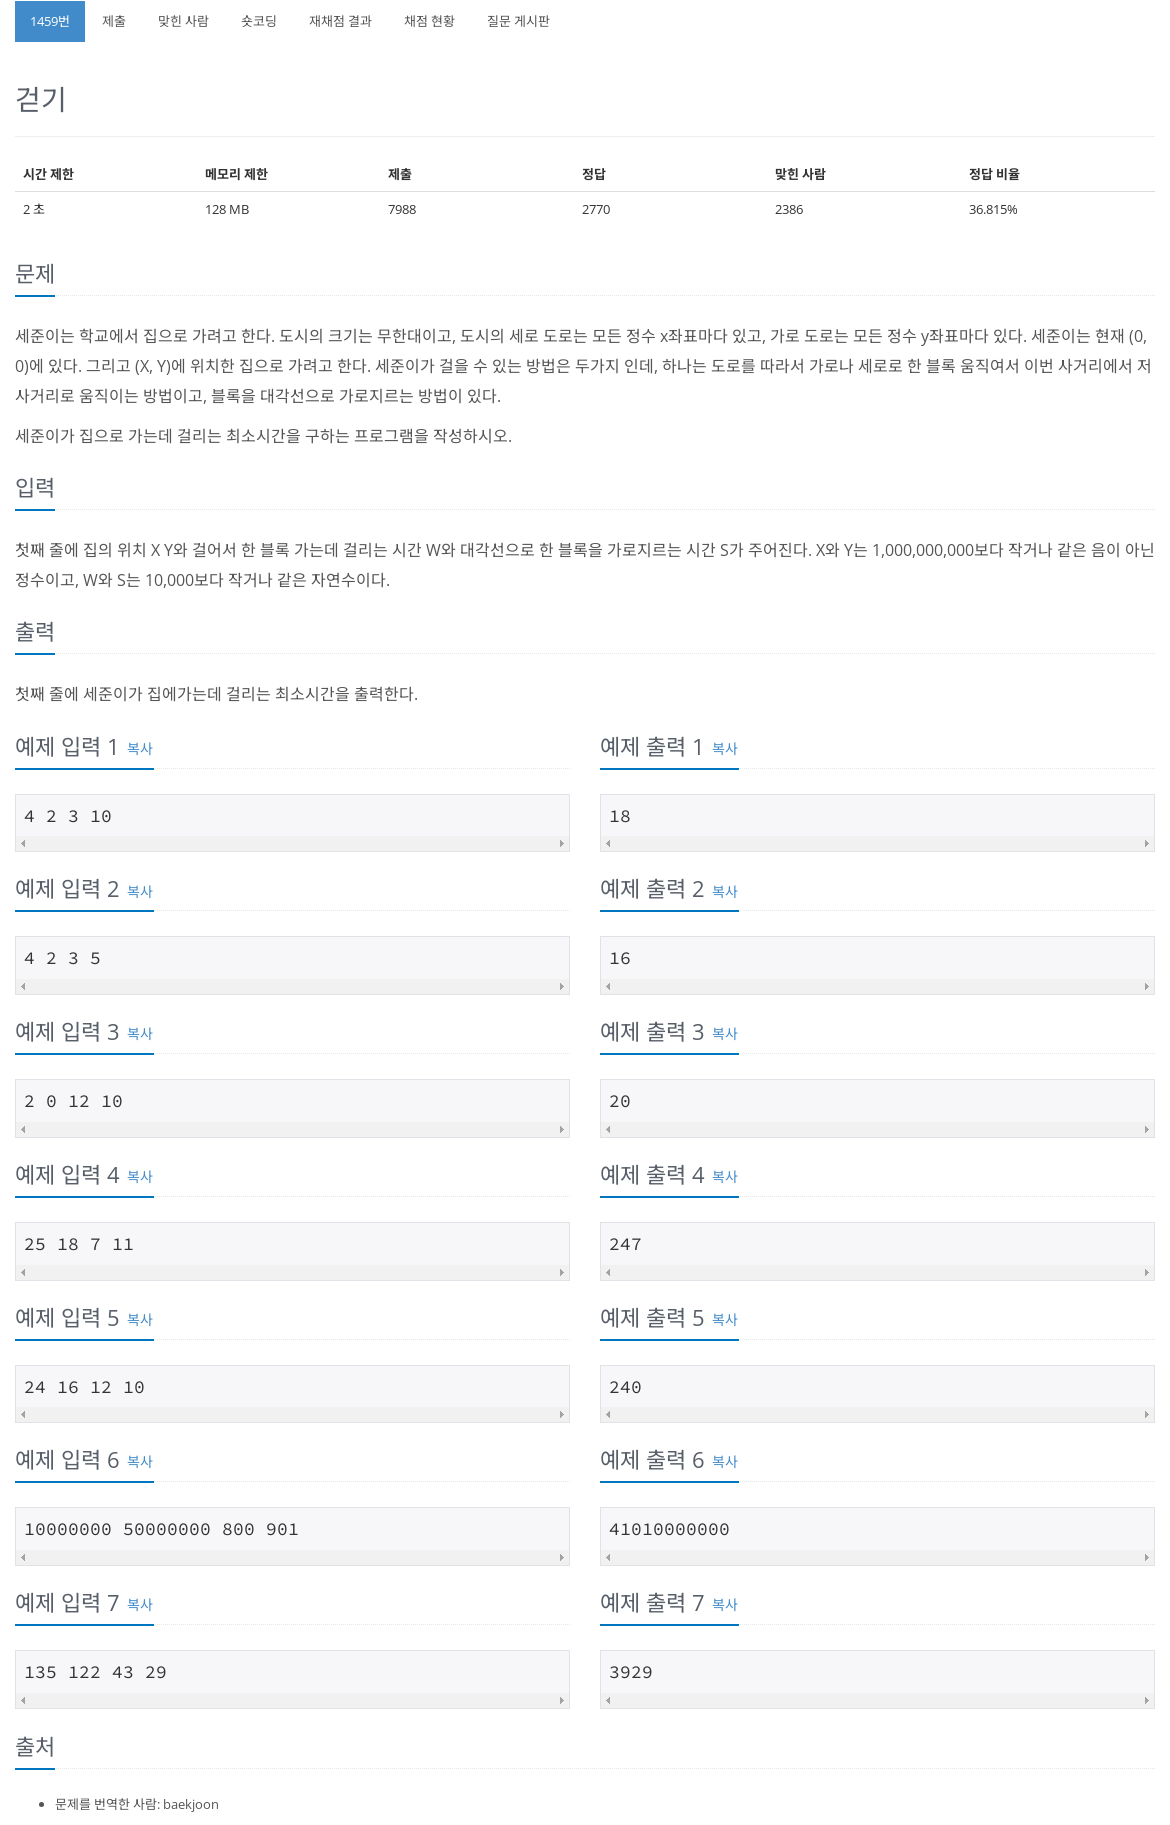 1459번 제출 맞힌 사람 숏코딩 재채점 결과 채점 현황 질문 게시판
걷기
시간 제한 메모리 제한 제출 정답 맞힌 사람 정답 비율
2 초 128 MB 7988 2770 2386 36.815%
문제
세준이는 학교에서 집으로 가려고 한다. 도시의 크기는 무한대이고, 도시의 세로 도로는 모든 정수 x좌표마다 있고, 가로 도로는 모든 정수 y좌표마다 있다. 세준이는 현재 (0,
0)에 있다. 그리고 (X, Y)에 위치한 집으로 가려고 한다. 세준이가 걸을 수 있는 방법은 두가지 인데, 하나는 도로를 따라서 가로나 세로로 한 블록 움직여서 이번 사거리에서 저
사거리로 움직이는 방법이고, 블록을 대각선으로 가로지르는 방법이 있다.
세준이가 집으로 가는데 걸리는 최소시간을 구하는 프로그램을 작성하시오.
입력
첫째 줄에 집의 위치 X Y와 걸어서 한 블록 가는데 걸리는 시간 W와 대각선으로 한 블록을 가로지르는 시간 S가 주어진다. X와 Y는 1,000,000,000보다 작거나 같은 음이 아닌
정수이고, W와 S는 10,000보다 작거나 같은 자연수이다.
출력
첫째 줄에 세준이가 집에가는데 걸리는 최소시간을 출력한다.
예제 입력 1 복사 예제 출력 1 복사
4 2 3 10 18
예제 입력 2 복사 예제 출력 2 복사
4 2 3 5 16
예제 입력 3 복사 예제 출력 3 복사
2 0 12 10 20
예제 입력 4 복사 예제 출력 4 복사
25 18 7 11 247
예제 입력 5 복사 예제 출력 5 복사
24 16 12 10 240
예제 입력 6 복사 예제 출력 6 복사
10000000 50000000 800 901 41010000000
예제 입력 7 복사 예제 출력 7 복사
135 122 43 29 3929
출처
• 문제를 번역한 사람: baekjoon